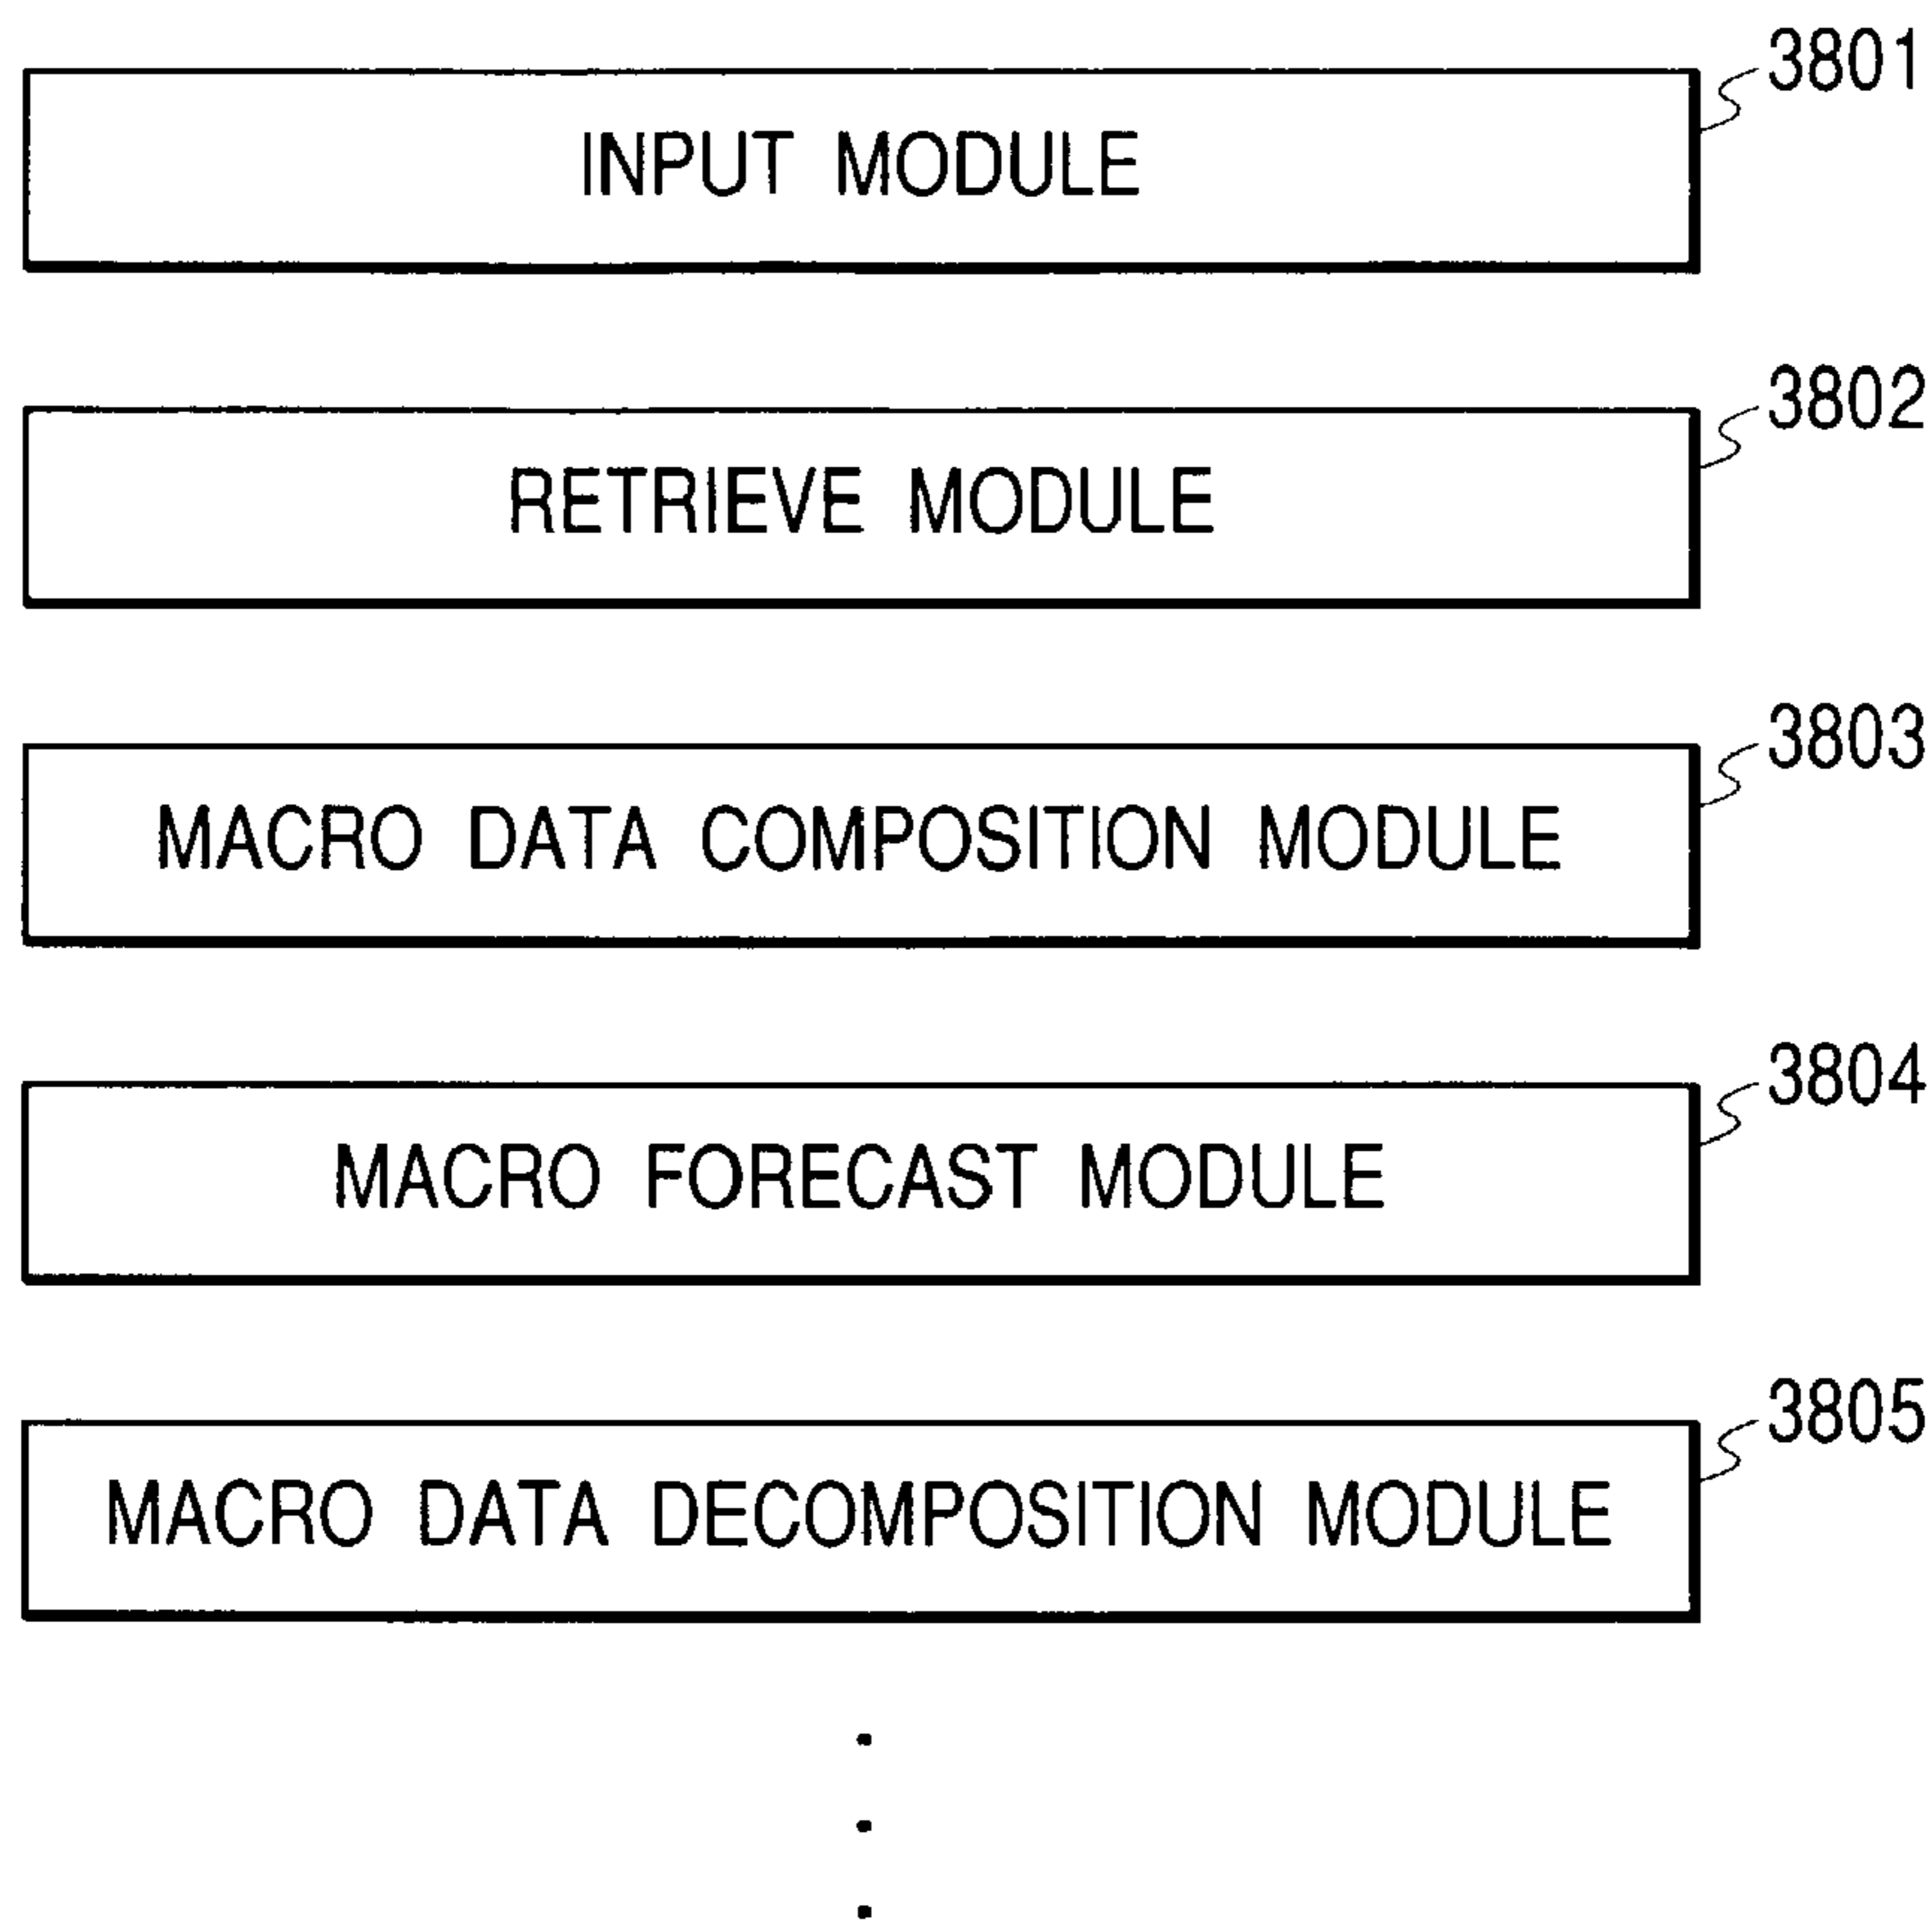 3801
INPUT MODULE
3802
RETRIEVE MODULE
3803
MACRO DATA COMPOSITION MODULE
3804
MACRO FORECAST MODULE
3805
MACRO DATA DECOMPOSITION MODULE